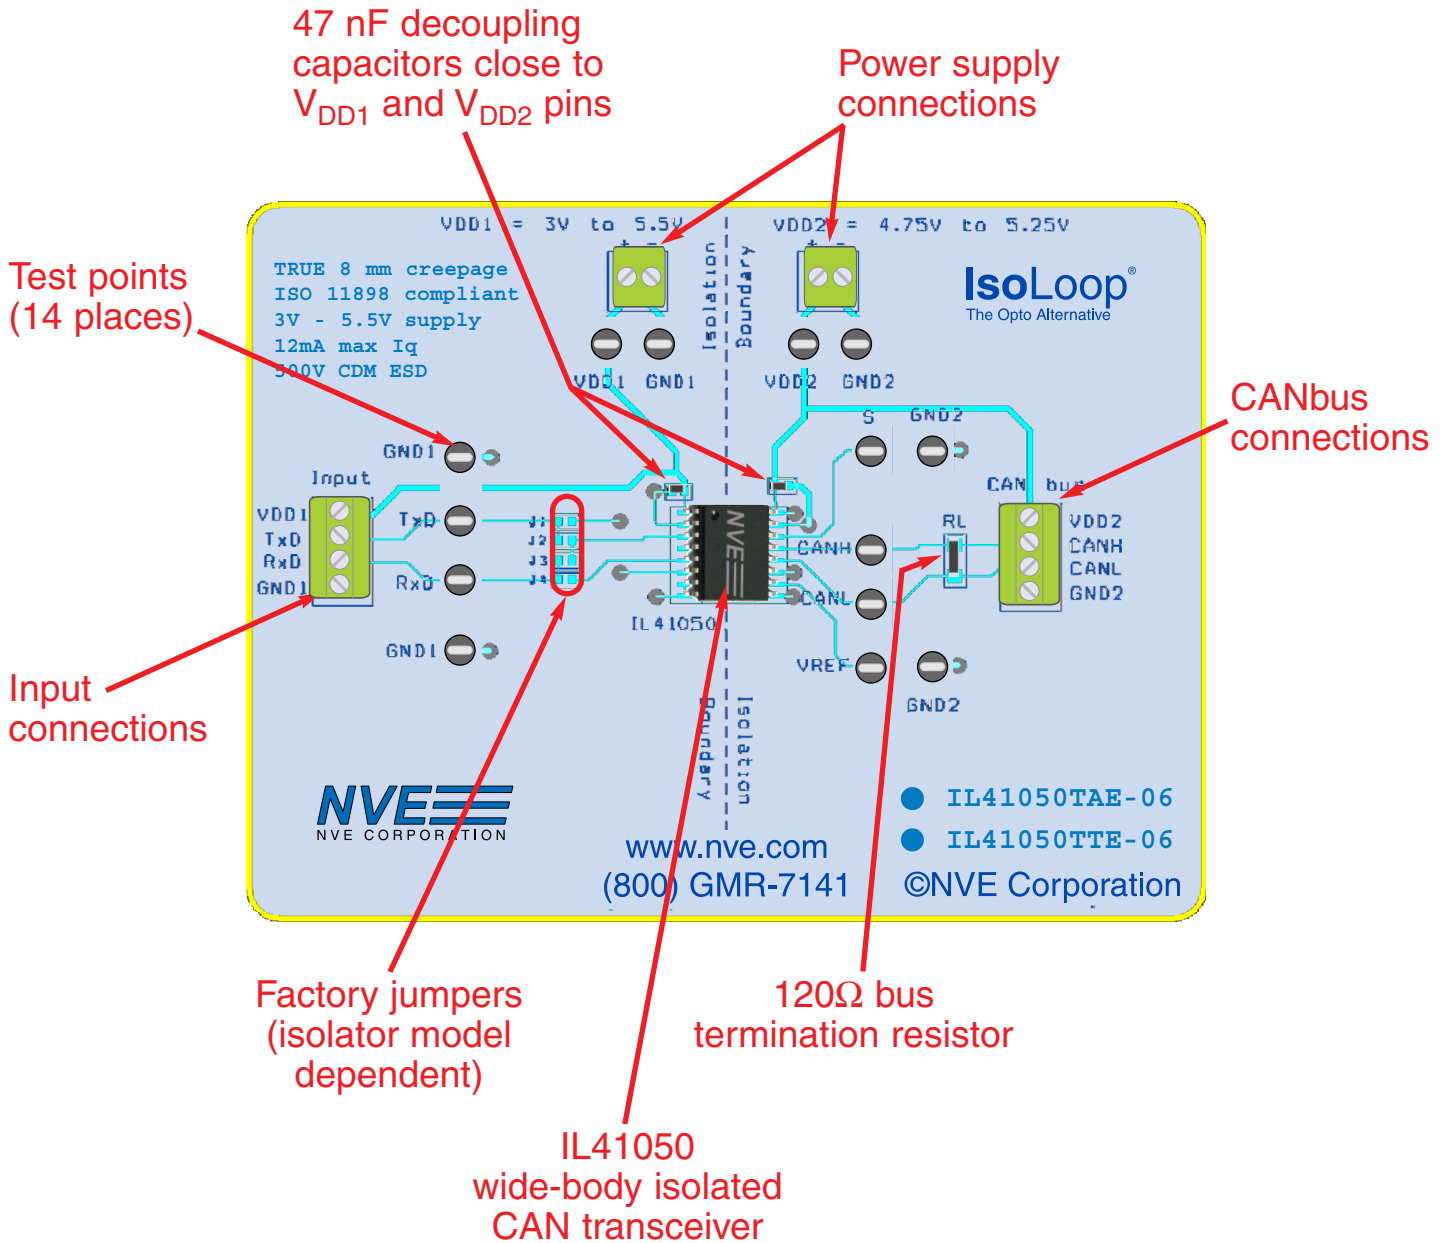 47 nF decoupling
capacitors close to
VDD1 and VDD2 pins
Power supply
connections
VDD1 = 3V to 5.5V
VDD2 = 4.75V to 5.25V
+ -
+ -
Test points
(14 places)
TRUE 8 mm creepage
ISO 11898 compliant
3V - 5.5V supply
12mA max Iq
500V CDM ESD
Isolation
Boundary
IsoLoop®
The Opto Alternative
VDD1 GND1
VDD2 GND2
CANbus
connections
S GND2
GND1
Input
CAN bus
VDD1
TxD
RxD
GND1
TxD
RxD
GND1
J1
J2
J3
J4
NVE
IL41050
CANH
CANL
VREF
GND2
RL
VDD2
CANH
CANL
GND2
Input
connections
Boundary
Isolation
NVE
NVE CORPORATION
IL41050TAE-06
IL41050TTE-06
www.nve.com
(800) GMR-7141
©NVE Corporation
Factory jumpers
(isolator model
dependent)
120Ω bus
termination resistor
IL41050
wide-body isolated
CAN transceiver